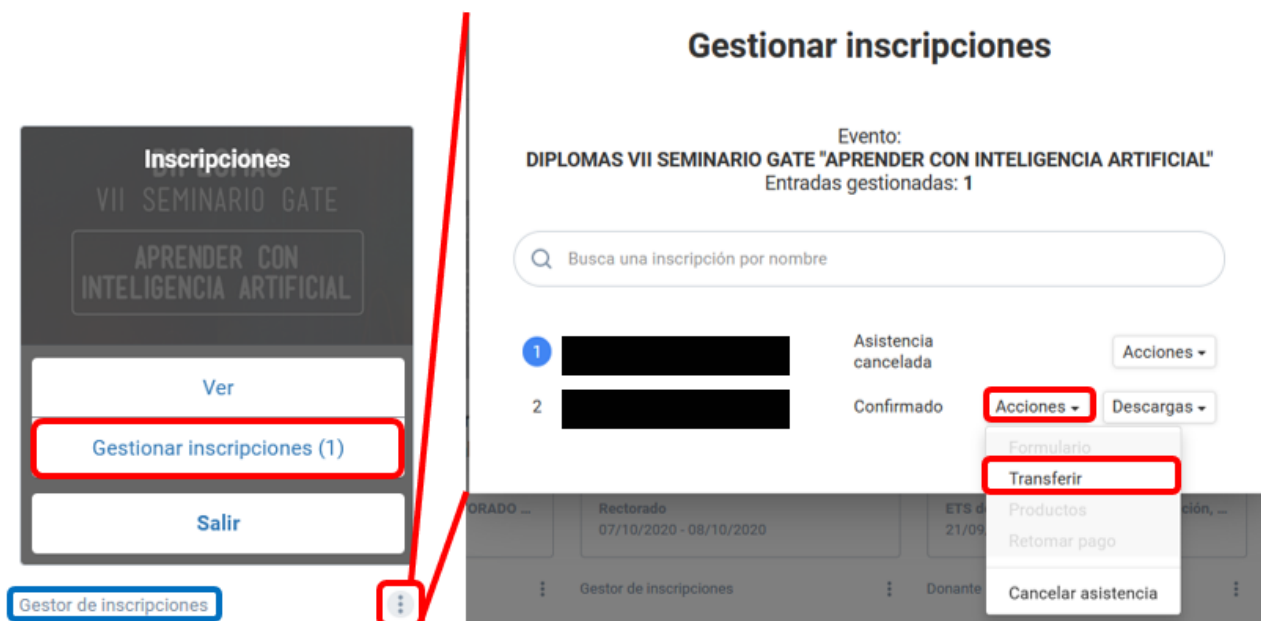 Inscripciones
DIPLOMAS
VII SEMINARIO GATE
APRENDER CON
INTELIGENCIA ARTIFICIAL
Ver
Gestionar inscripciones (1)
Salir
Gestor de inscripciones
Gestionar inscripciones
Evento:
DIPLOMAS VII SEMINARIO GATE "APRENDER CON INTELIGENCIA ARTIFICIAL"
Entradas gestionadas: 1
Busca una inscripción por nombre
1
Asistencia
cancelada
Acciones
2
Confirmado
Acciones
Descargas
Formulario
Transferir
Productos
Retomar pago
Cancelar asistencia
ORADO ...
Rectorado
07/10/2020 - 08/10/2020
ETS d
ción, ...
21/09
Gestor de inscripciones
Donante